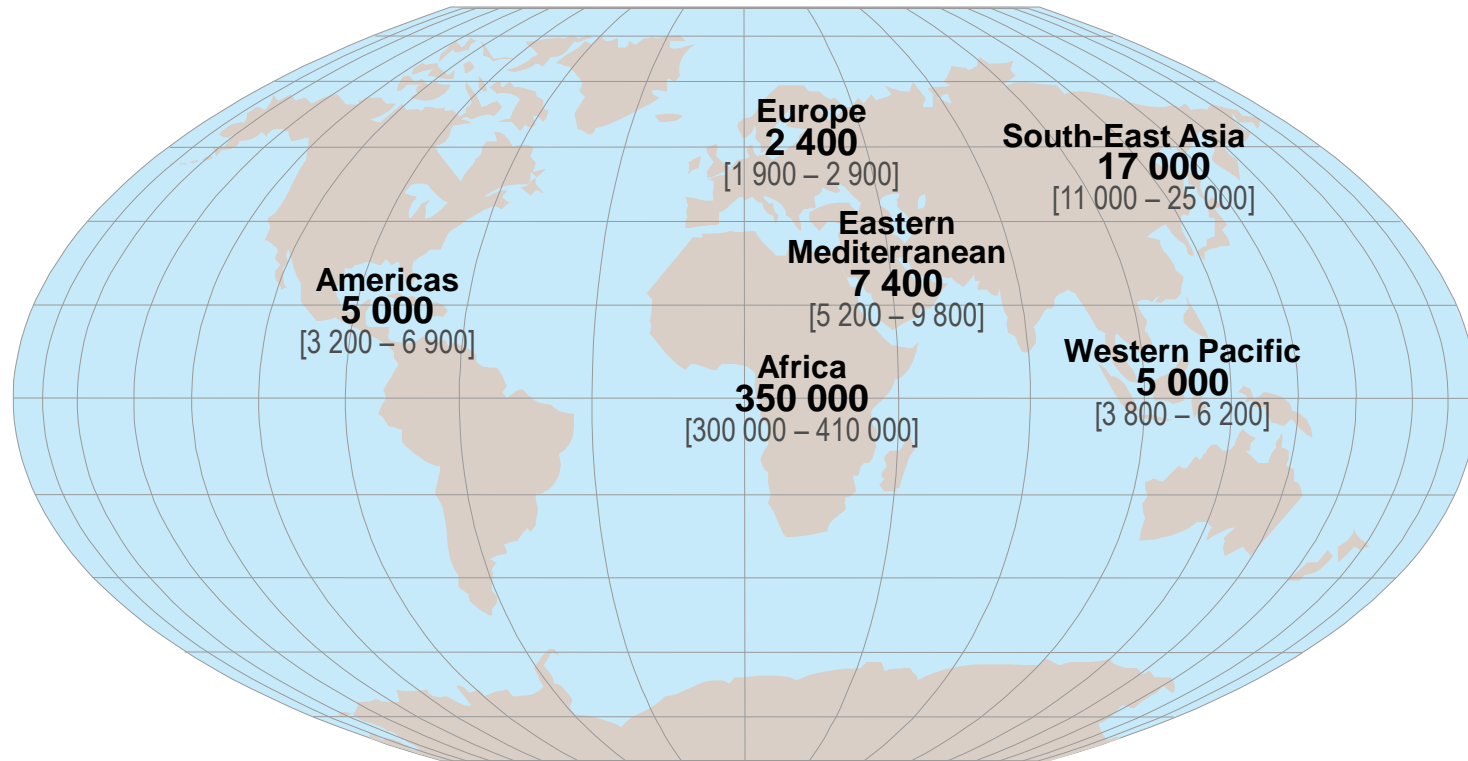 Europe
2 400
[1 900 – 2 900]
South-East Asia
17 000
[11 000 – 25 000]
Eastern
Mediterranean
7 400
[5 200 – 9 800]
Americas
5 000
[3 200 – 6 900]
Western Pacific
5 000
[3 800 – 6 200]
Africa
350 000
[300 000 – 410 000]